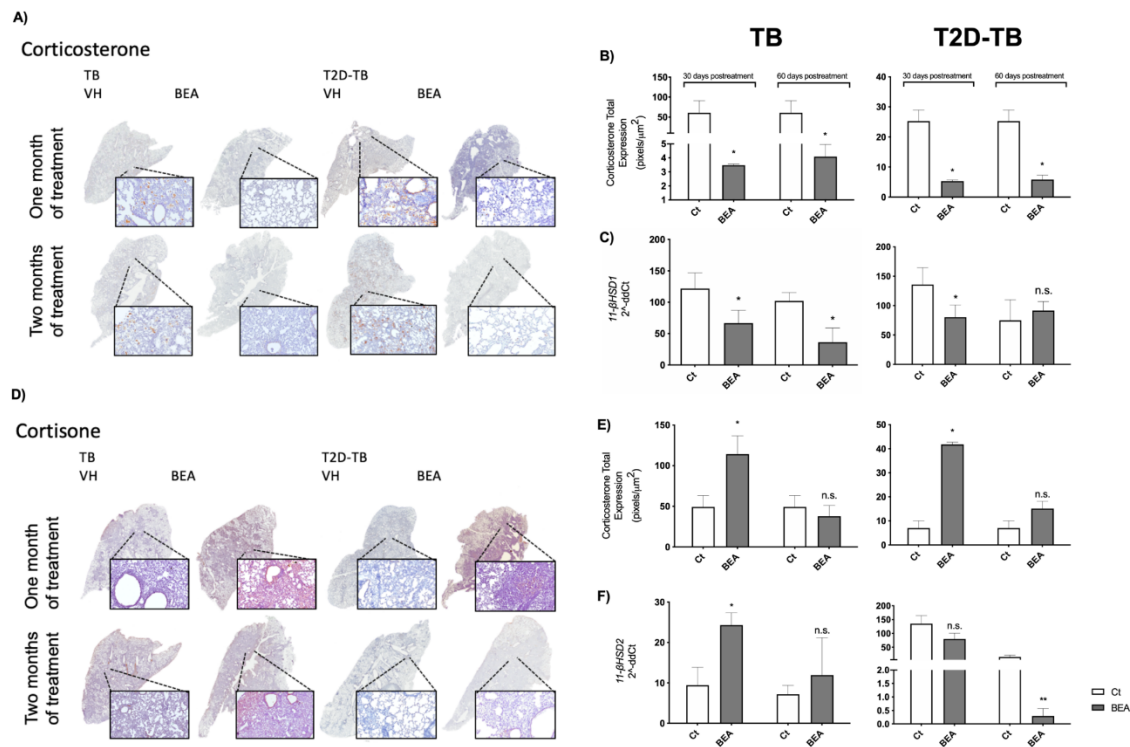 A)
Corticosterone
TB
VH BEA
T2D-TB
VH BEA
One month
of treatment
Two months
of treatment
D)
Cortisone
TB
VH BEA
T2D-TB
VH BEA
One month
of treatment
Two months
of treatment
TB T2D-TB
B)
30 days postreatment 60 days postreatment 30 days postreatment 60 days postreatment
Corticosterone Total
Expression
(pixels/µm²)
100
75
50
25
0
5
4
3
2
1
* *
Ct BEA Ct BEA
40
30
20
10
0
* *
Ct BEA Ct BEA
C)
11-βHSD1
2^-ddCt
200
150
100
50
0
* *
Ct BEA Ct BEA
200
150
100
50
0
* n.s.
Ct BEA Ct BEA
E)
Corticosterone Total
Expression
(pixels/µm²)
150
100
50
0
* n.s.
Ct BEA Ct BEA
50
40
30
20
10
0
* n.s.
Ct BEA Ct BEA
F)
11-βHSD2
2^-ddCt
30
20
10
0
* n.s.
Ct BEA Ct BEA
200
150
100
50
2.0
1.5
1.0
0.5
0.0
n.s. **
Ct BEA Ct BEA
Ct
BEA